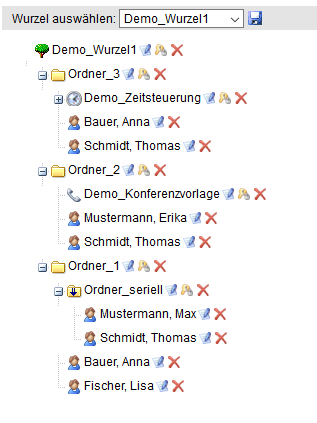 Wurzel auswählen: Demo_Wurzel1
Demo_Wurzel1
Ordner_3
Demo_Zeitsteuerung
Bauer, Anna
Schmidt, Thomas
Ordner_2
Demo_Konferenzvorlage
Mustermann, Erika
Schmidt, Thomas
Ordner_1
Ordner_seriell
Mustermann, Max
Schmidt, Thomas
Bauer, Anna
Fischer, Lisa